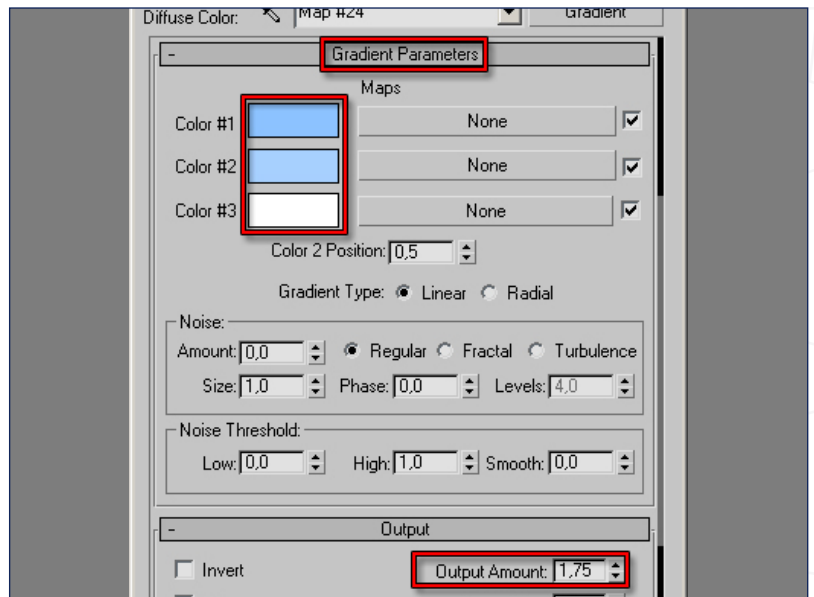 Diffuse Color: Map #24 Gradient
- Gradient Parameters
Maps
Color #1 None
Color #2 None
Color #3 None
Color 2 Position: 0,5
Gradient Type: Linear Radial
Noise:
Amount: 0,0 Regular Fractal Turbulence
Size: 1,0 Phase: 0,0 Levels: 4,0
Noise Threshold:
Low: 0,0 High: 1,0 Smooth: 0,0
- Output
Invert Output Amount: 1,75